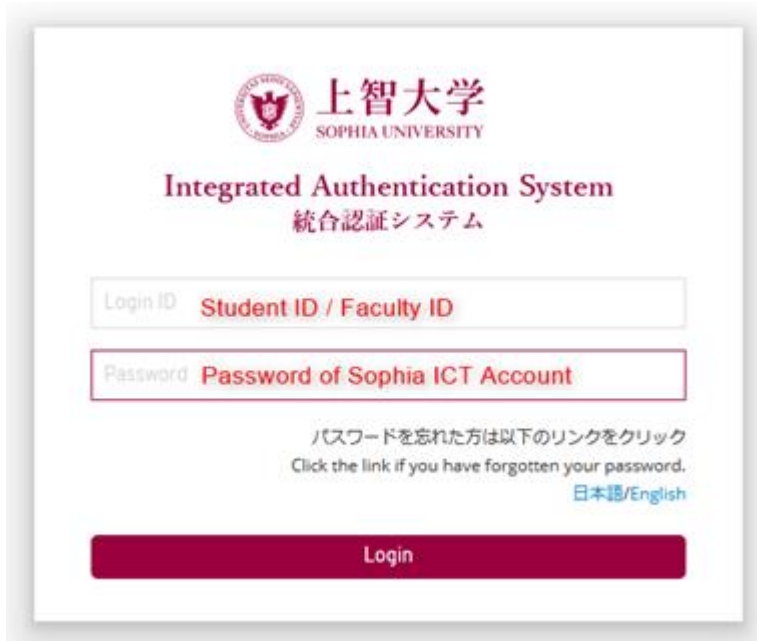 上智大学
SOPHIA UNIVERSITY
Integrated Authentication System
統合認証システム
Login ID Student ID / Faculty ID
Password Password of Sophia ICT Account
パスワードを忘れた方は以下のリンクをクリック
Click the link if you have forgotten your password.
日本語/English
Login